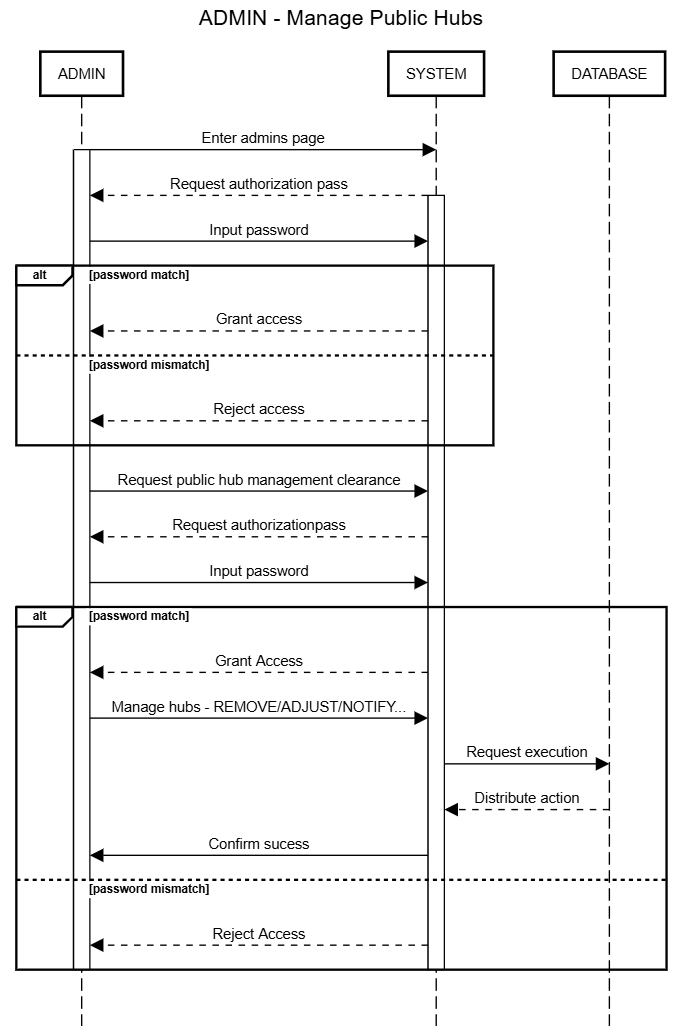 ADMIN - Manage Public Hubs
ADMIN
SYSTEM
DATABASE
Enter admins page
Request authorization pass
Input password
alt
[password match]
Grant access
[password mismatch]
Reject access
Request public hub management clearance
Request authorizationpass
Input password
alt
[password match]
Grant Access
Manage hubs - REMOVE/ADJUST/NOTIFY...
Request execution
Distribute action
Confirm sucess
[password mismatch]
Reject Access